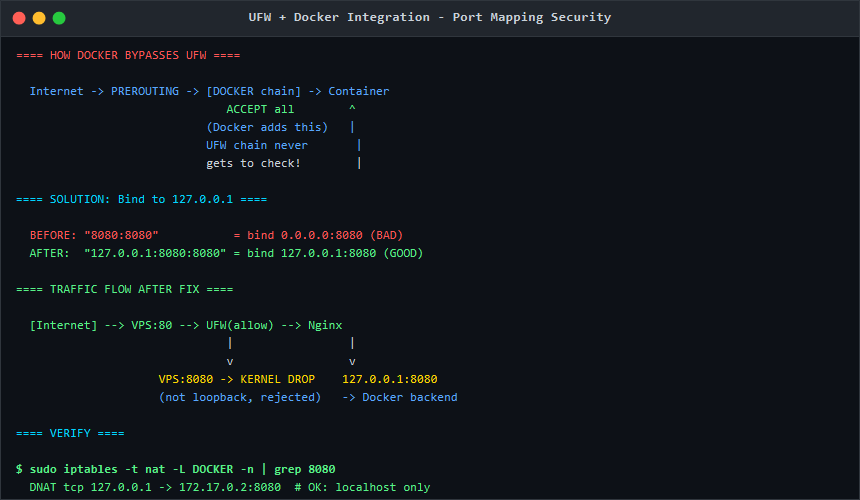 UFW + Docker Integration - Port Mapping Security
==== HOW DOCKER BYPASSES UFW ====
Internet -> PREROUTING -> [DOCKER chain] -> Container
ACCEPT all        ^
(Docker adds this)   |
UFW chain never       |
gets to check!        |
==== SOLUTION: Bind to 127.0.0.1 ====
BEFORE: "8080:8080"           = bind 0.0.0.0:8080 (BAD)
AFTER:  "127.0.0.1:8080:8080" = bind 127.0.0.1:8080 (GOOD)
==== TRAFFIC FLOW AFTER FIX ====
[Internet] --> VPS:80 --> UFW(allow) --> Nginx
|                 |
v                 v
VPS:8080 -> KERNEL DROP    127.0.0.1:8080
(not loopback, rejected)   -> Docker backend
==== VERIFY ====
$ sudo iptables -t nat -L DOCKER -n | grep 8080
DNAT tcp 127.0.0.1 -> 172.17.0.2:8080  # OK: localhost only